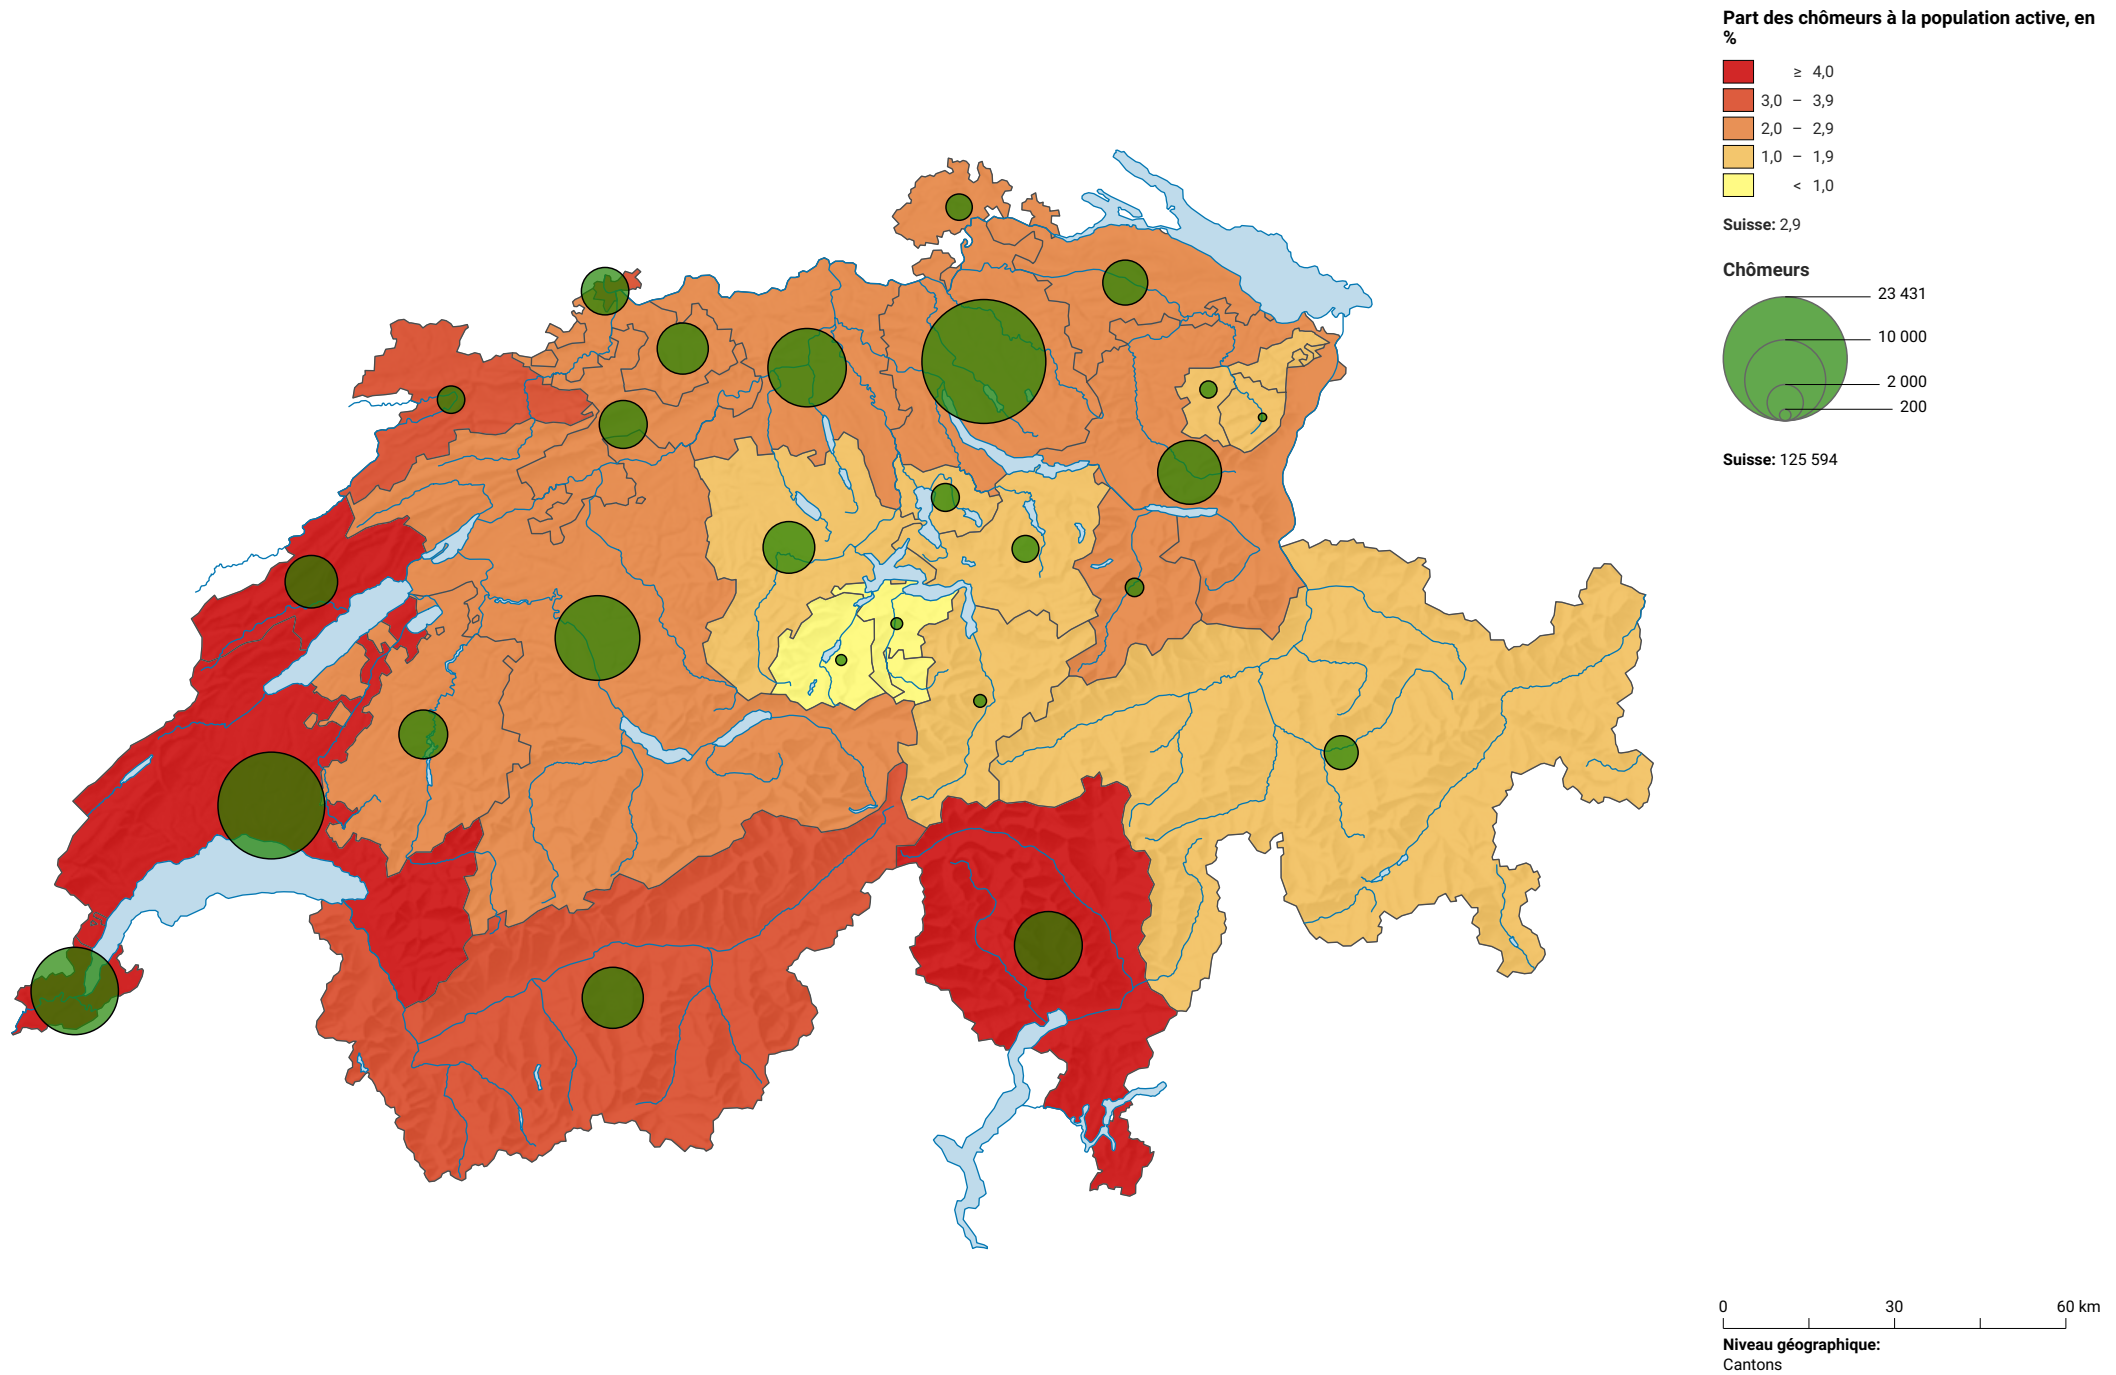 Part des chômeurs à la population active, en
%
≥ 4,0
3,0 – 3,9
2,0 – 2,9
1,0 – 1,9
< 1,0
Suisse: 2,9
Chômeurs
23 431
10 000
2 000
200
Suisse: 125 594
0 30 60 km
Niveau géographique:
Cantons